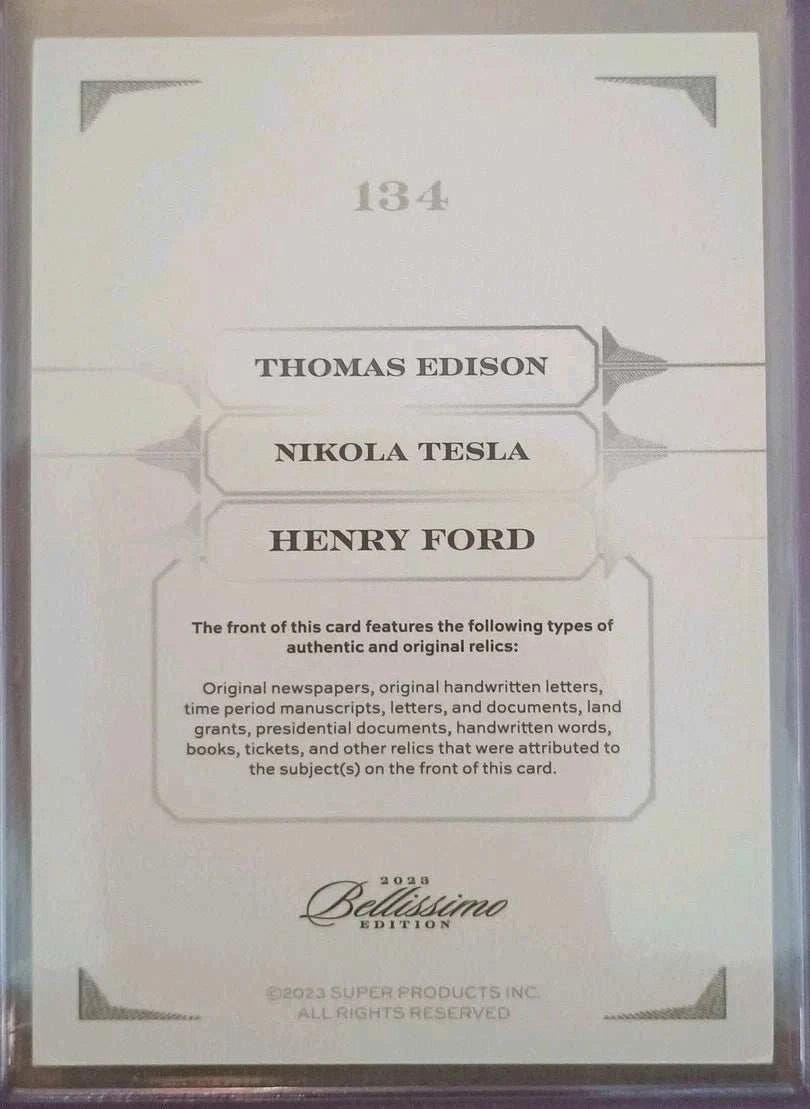 134
THOMAS EDISON
NIKOLA TESLA
HENRY FORD
The front of this card features the following types of
authentic and original relics:
Original newspapers, original handwritten letters,
time period manuscripts, letters, and documents, land
grants, presidential documents, handwritten words,
books, tickets, and other relics that were attributed to
the subject(s) on the front of this card.
2023
Bellissimo
EDITION
©2023 SUPER PRODUCTS INC.
ALL RIGHTS RESERVED